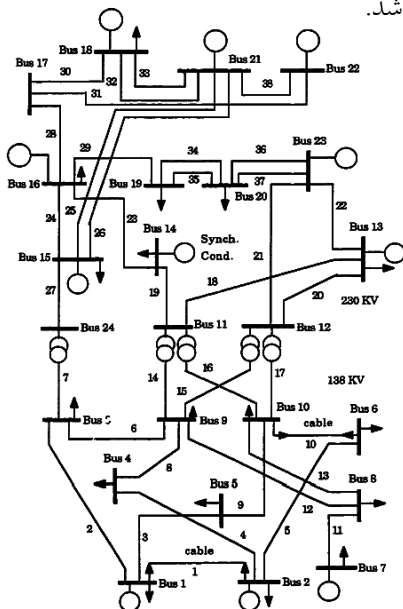 شد.
Bus 18
Bus 21
Bus 22
Bus 17
30
32
33
31
38
28
29
34
36
Bus 23
Bus 16
Bus 19
35
37
Bus 20
24
25
23
22
26
Bus 14
Bus 13
Synch.
Cond.
Bus 15
21
18
27
19
20
230 KV
Bus 24
Bus 11
Bus 12
16
7
14
17
138 KV
15
Bus 9
Bus 10
Bus 6
6
cable
10
8
13
Bus 4
Bus 5
Bus 8
12
2
3
9
4
5
11
cable
Bus 7
1
Bus 1
Bus 2